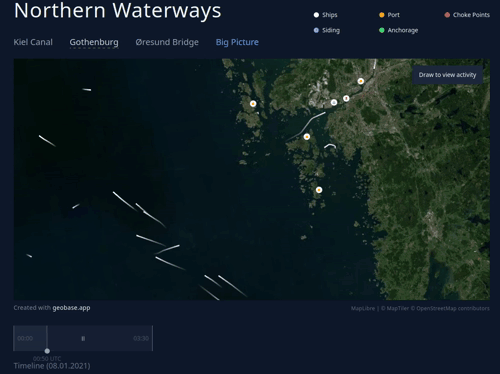 Northern Waterways
Ships
Port
Choke Points
Siding
Anchorage
Kiel Canal
Gothenburg
Øresund Bridge
Big Picture
Draw to view activity
Created with geobase.app
MapLibre | © MapTiler © OpenStreetMap contributors
00:00
03:30
00:50 UTC
Timeline (08.01.2021)